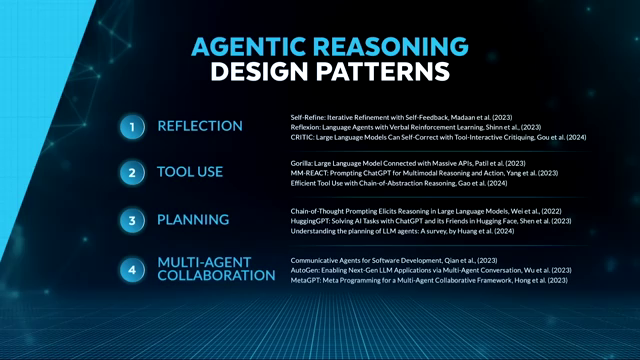 AGENTIC REASONING
DESIGN PATTERNS
1 REFLECTION
Self-Refine: Iterative Refinement with Self-Feedback, Madaan et al. (2023)
Reflexion: Language Agents with Verbal Reinforcement Learning, Shinn et al., (2023)
CRITIC: Large Language Models Can Self-Correct with Tool-Interactive Critiquing, Gou et al. (2024)
2 TOOL USE
Gorilla: Large Language Model Connected with Massive APIs, Patil et al. (2023)
MM-REACT: Prompting ChatGPT for Multimodal Reasoning and Action, Yang et al. (2023)
Efficient Tool Use with Chain-of-Abstraction Reasoning, Gao et al. (2024)
3 PLANNING
Chain-of-Thought Prompting Elicits Reasoning in Large Language Models, Wei et al., (2022)
HuggingGPT: Solving AI Tasks with ChatGPT and its Friends in Hugging Face, Shen et al. (2023)
Understanding the planning of LLM agents: A survey, by Huang et al. (2024)
4 MULTI-AGENT
COLLABORATION
Communicative Agents for Software Development, Qian et al., (2023)
AutoGen: Enabling Next-Gen LLM Applications via Multi-Agent Conversation, Wu et al. (2023)
MetaGPT: Meta Programming for a Multi-Agent Collaborative Framework, Hong et al. (2023)